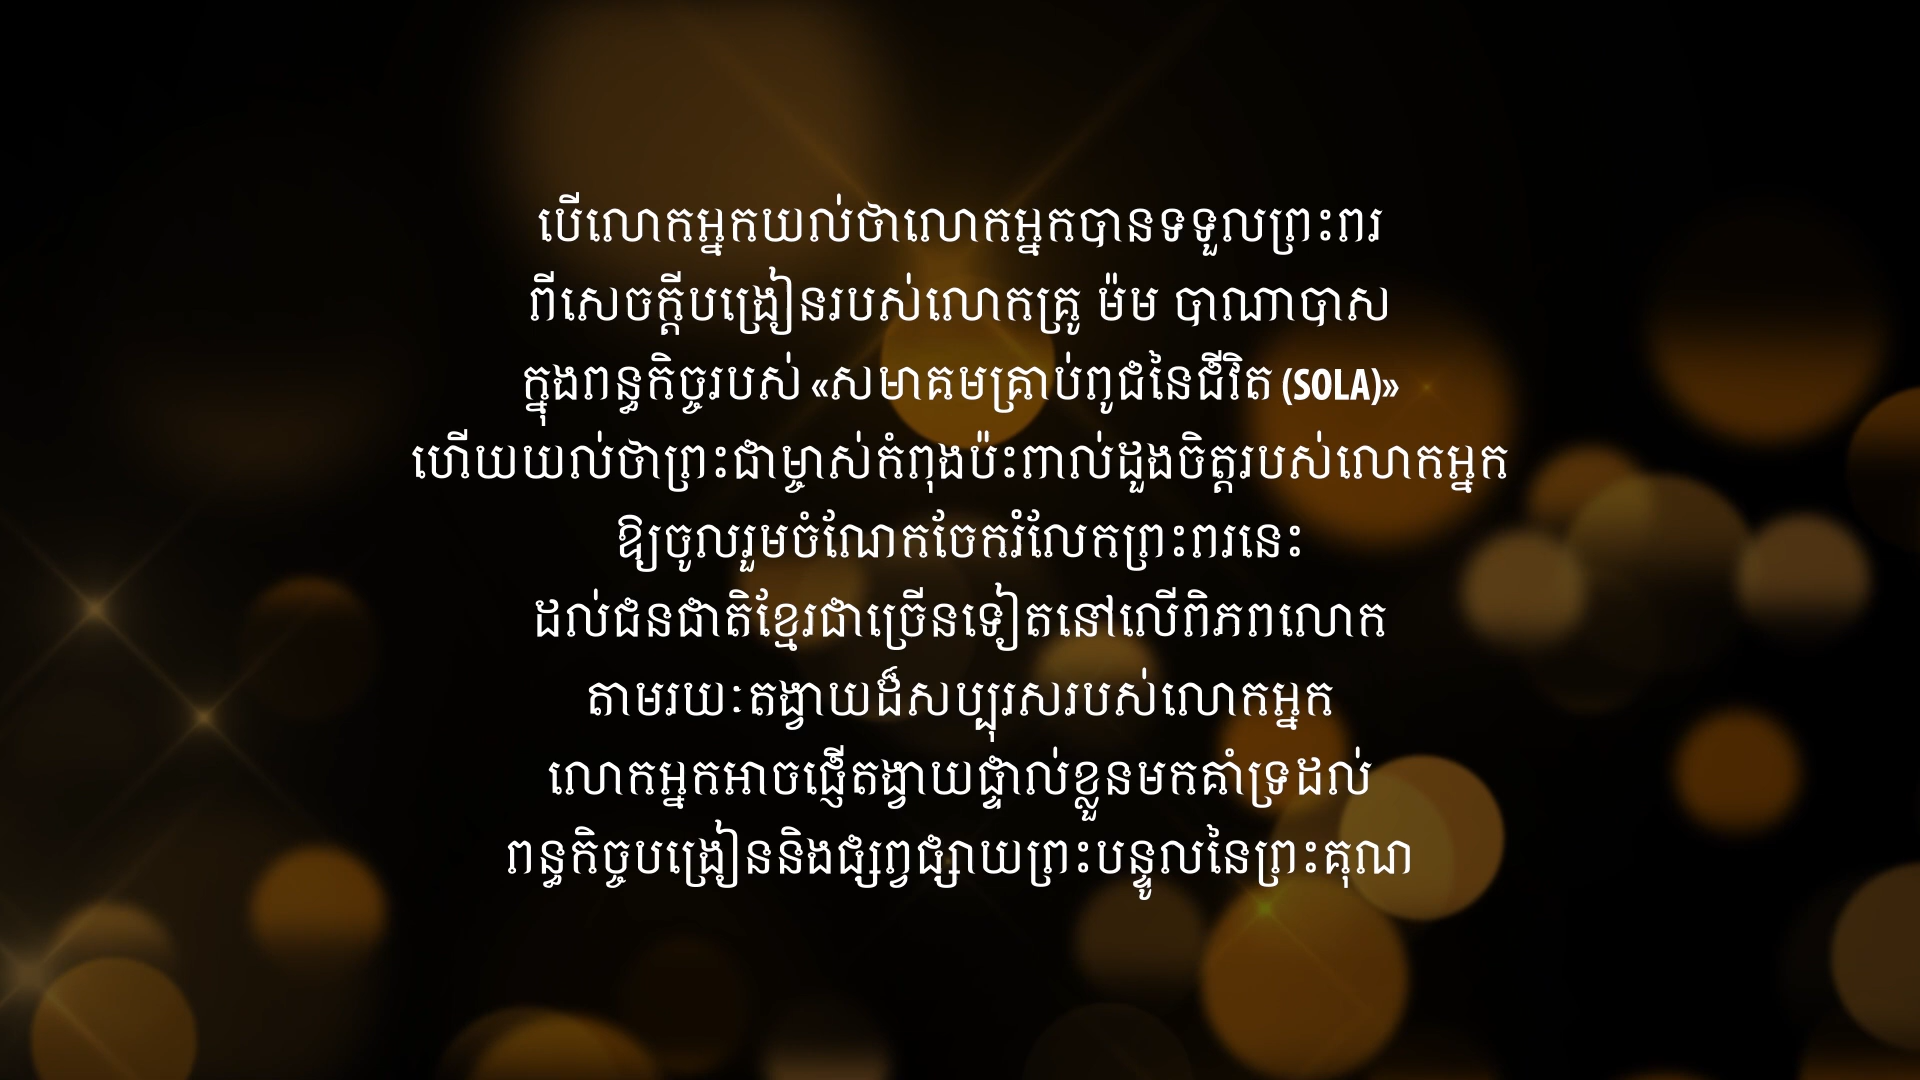 បើលោកអ្នកយល់ថាលោកអ្នកបានទទួលព្រះពរ
ពីសេចក្ដីបង្រៀនរបស់លោកគ្រូ ម៉ម បាណាបាស
ក្នុងពន្ធកិច្ចរបស់ «សមាគមគ្រាប់ពូជនៃជីវិត (SOLA)»
ហើយយល់ថាព្រះជាម្ចាស់កំពុងប៉ះពាល់ដួងចិត្តរបស់លោកអ្នក
ឱ្យចូលរួមចំណែកចែករំលែកព្រះពរនេះ
ដល់ជនជាតិខ្មែរជាច្រើនទៀតនៅលើពិភពលោក
តាមរយៈតង្វាយដ៏សប្បុរសរបស់លោកអ្នក
លោកអ្នកអាចផ្ញើតង្វាយផ្ទាល់ខ្លួនមកគាំទ្រដល់
ពន្ធកិច្ចបង្រៀននិងផ្សព្វផ្សាយព្រះបន្ទូលនៃព្រះគុណ